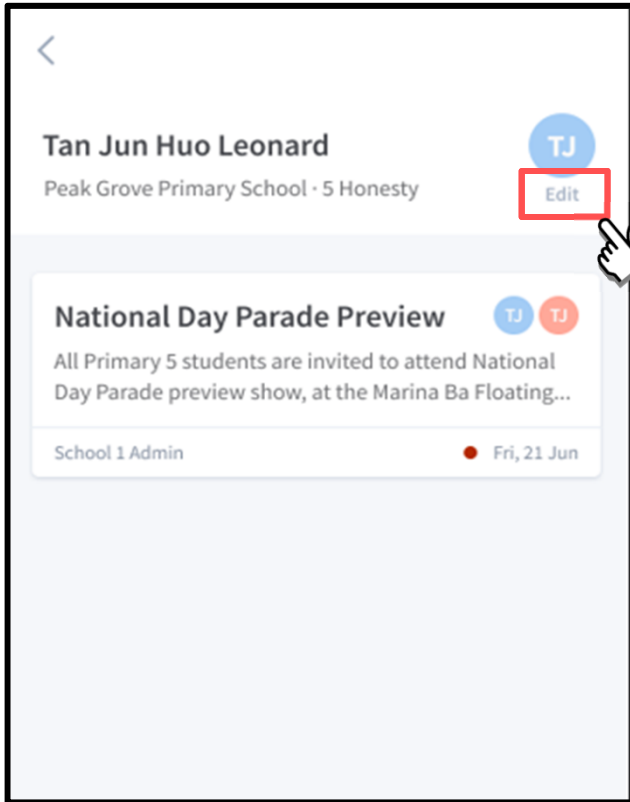 Tan Jun Huo Leonard
TJ
Peak Grove Primary School · 5 Honesty
Edit
National Day Parade Preview
TJ
TJ
All Primary 5 students are invited to attend National
Day Parade preview show, at the Marina Ba Floating...
School 1 Admin
Fri, 21 Jun